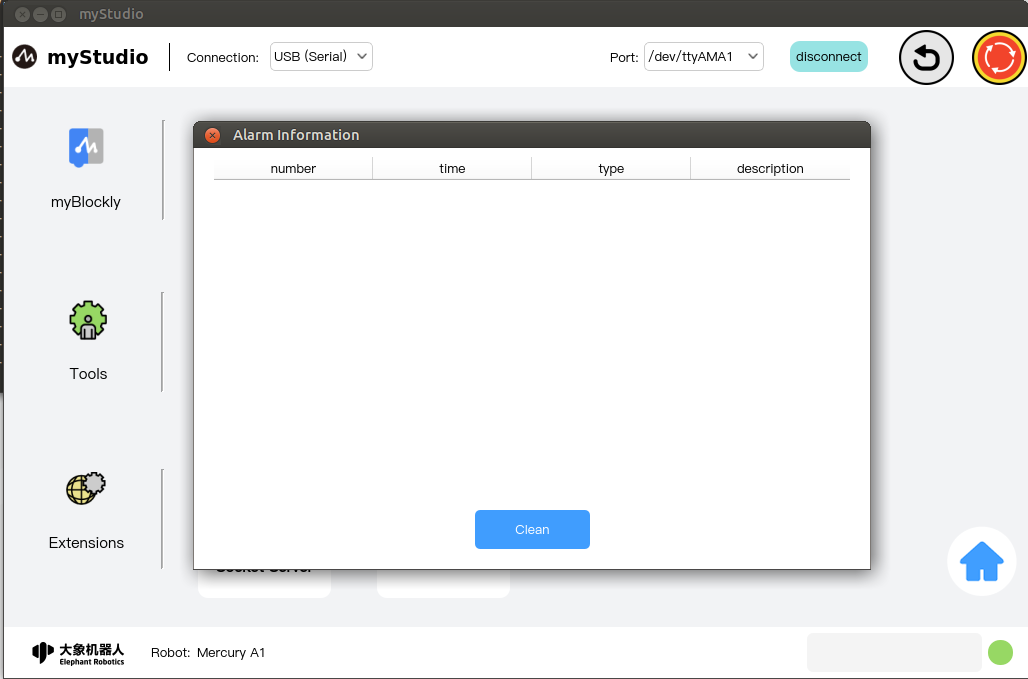 myStudio
myStudio
Connection: USB (Serial)
Port: /dev/ttyAMA1
disconnect
myBlockly
Tools
Extensions
Alarm Information
number time type description
Clean
Socket Server
大象机器人
Elephant Robotics
Robot: Mercury A1